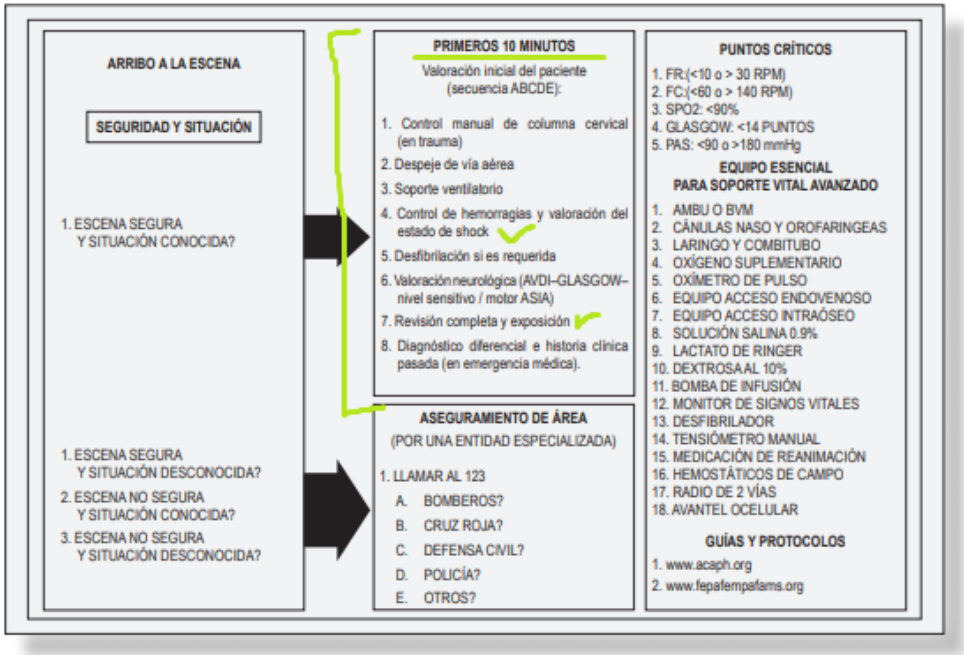 ARRIBO A LA ESCENA
SEGURIDAD Y SITUACIÓN
1. ESCENA SEGURA
Y SITUACIÓN CONOCIDA?
1. ESCENA SEGURA
Y SITUACIÓN DESCONOCIDA?
2. ESCENA NO SEGURA
Y SITUACIÓN CONOCIDA?
3. ESCENA NO SEGURA
Y SITUACIÓN DESCONOCIDA?
PRIMEROS 10 MINUTOS
Valoración inicial del paciente
(secuencia ABCDE):
1. Control manual de columna cervical
(en trauma)
2. Despeje de vía aérea
3. Soporte ventilatorio
4. Control de hemorragias y valoración del
estado de shock
5. Desfibrilación si es requerida
6. Valoración neurológica (AVDI–GLASGOW–
nivel sensitivo / motor ASIA)
7. Revisión completa y exposición
8. Diagnóstico diferencial e historia clínica
pasada (en emergencia médica).
ASEGURAMIENTO DE ÁREA
(POR UNA ENTIDAD ESPECIALIZADA)
1. LLAMAR AL 123
A. BOMBEROS?
B. CRUZ ROJA?
C. DEFENSA CIVIL?
D. POLICÍA?
E. OTROS?
PUNTOS CRÍTICOS
1. FR:(<10 o > 30 RPM)
2. FC:(<60 o > 140 RPM)
3. SPO2: <90%
4. GLASGOW: <14 PUNTOS
5. PAS: <90 o >180 mmHg
EQUIPO ESENCIAL
PARA SOPORTE VITAL AVANZADO
1. AMBU O BVM
2. CÁNULAS NASO Y OROFARINGEAS
3. LARINGO Y COMBITUBO
4. OXÍGENO SUPLEMENTARIO
5. OXÍMETRO DE PULSO
6. EQUIPO ACCESO ENDOVENOSO
7. EQUIPO ACCESO INTRAÓSEO
8. SOLUCIÓN SALINA 0.9%
9. LACTATO DE RINGER
10. DEXTROSA AL 10%
11. BOMBA DE INFUSIÓN
12. MONITOR DE SIGNOS VITALES
13. DESFIBRILADOR
14. TENSIÓMETRO MANUAL
15. MEDICACIÓN DE REANIMACIÓN
16. HEMOSTÁTICOS DE CAMPO
17. RADIO DE 2 VÍAS
18. AVANTEL OCELULAR
GUÍAS Y PROTOCOLOS
1. www.acaph.org
2. www.fepafempafams.org